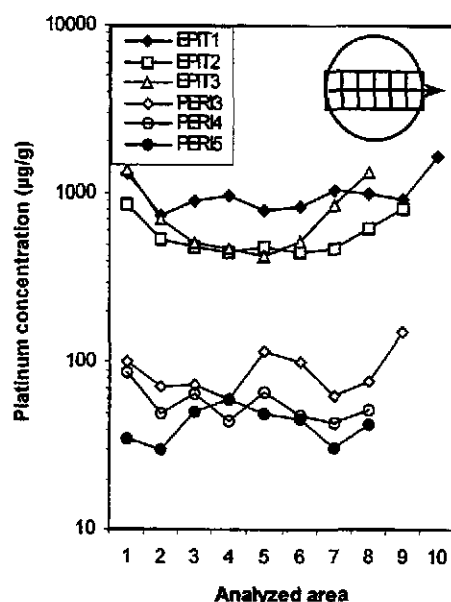 10000
1000
100
10
Platinum concentration (µg/g)
EPIT1
EPIT2
EPIT3
PERI3
PERI4
PERI5
1 2 3 4 5 6 7 8 9 10
Analyzed area